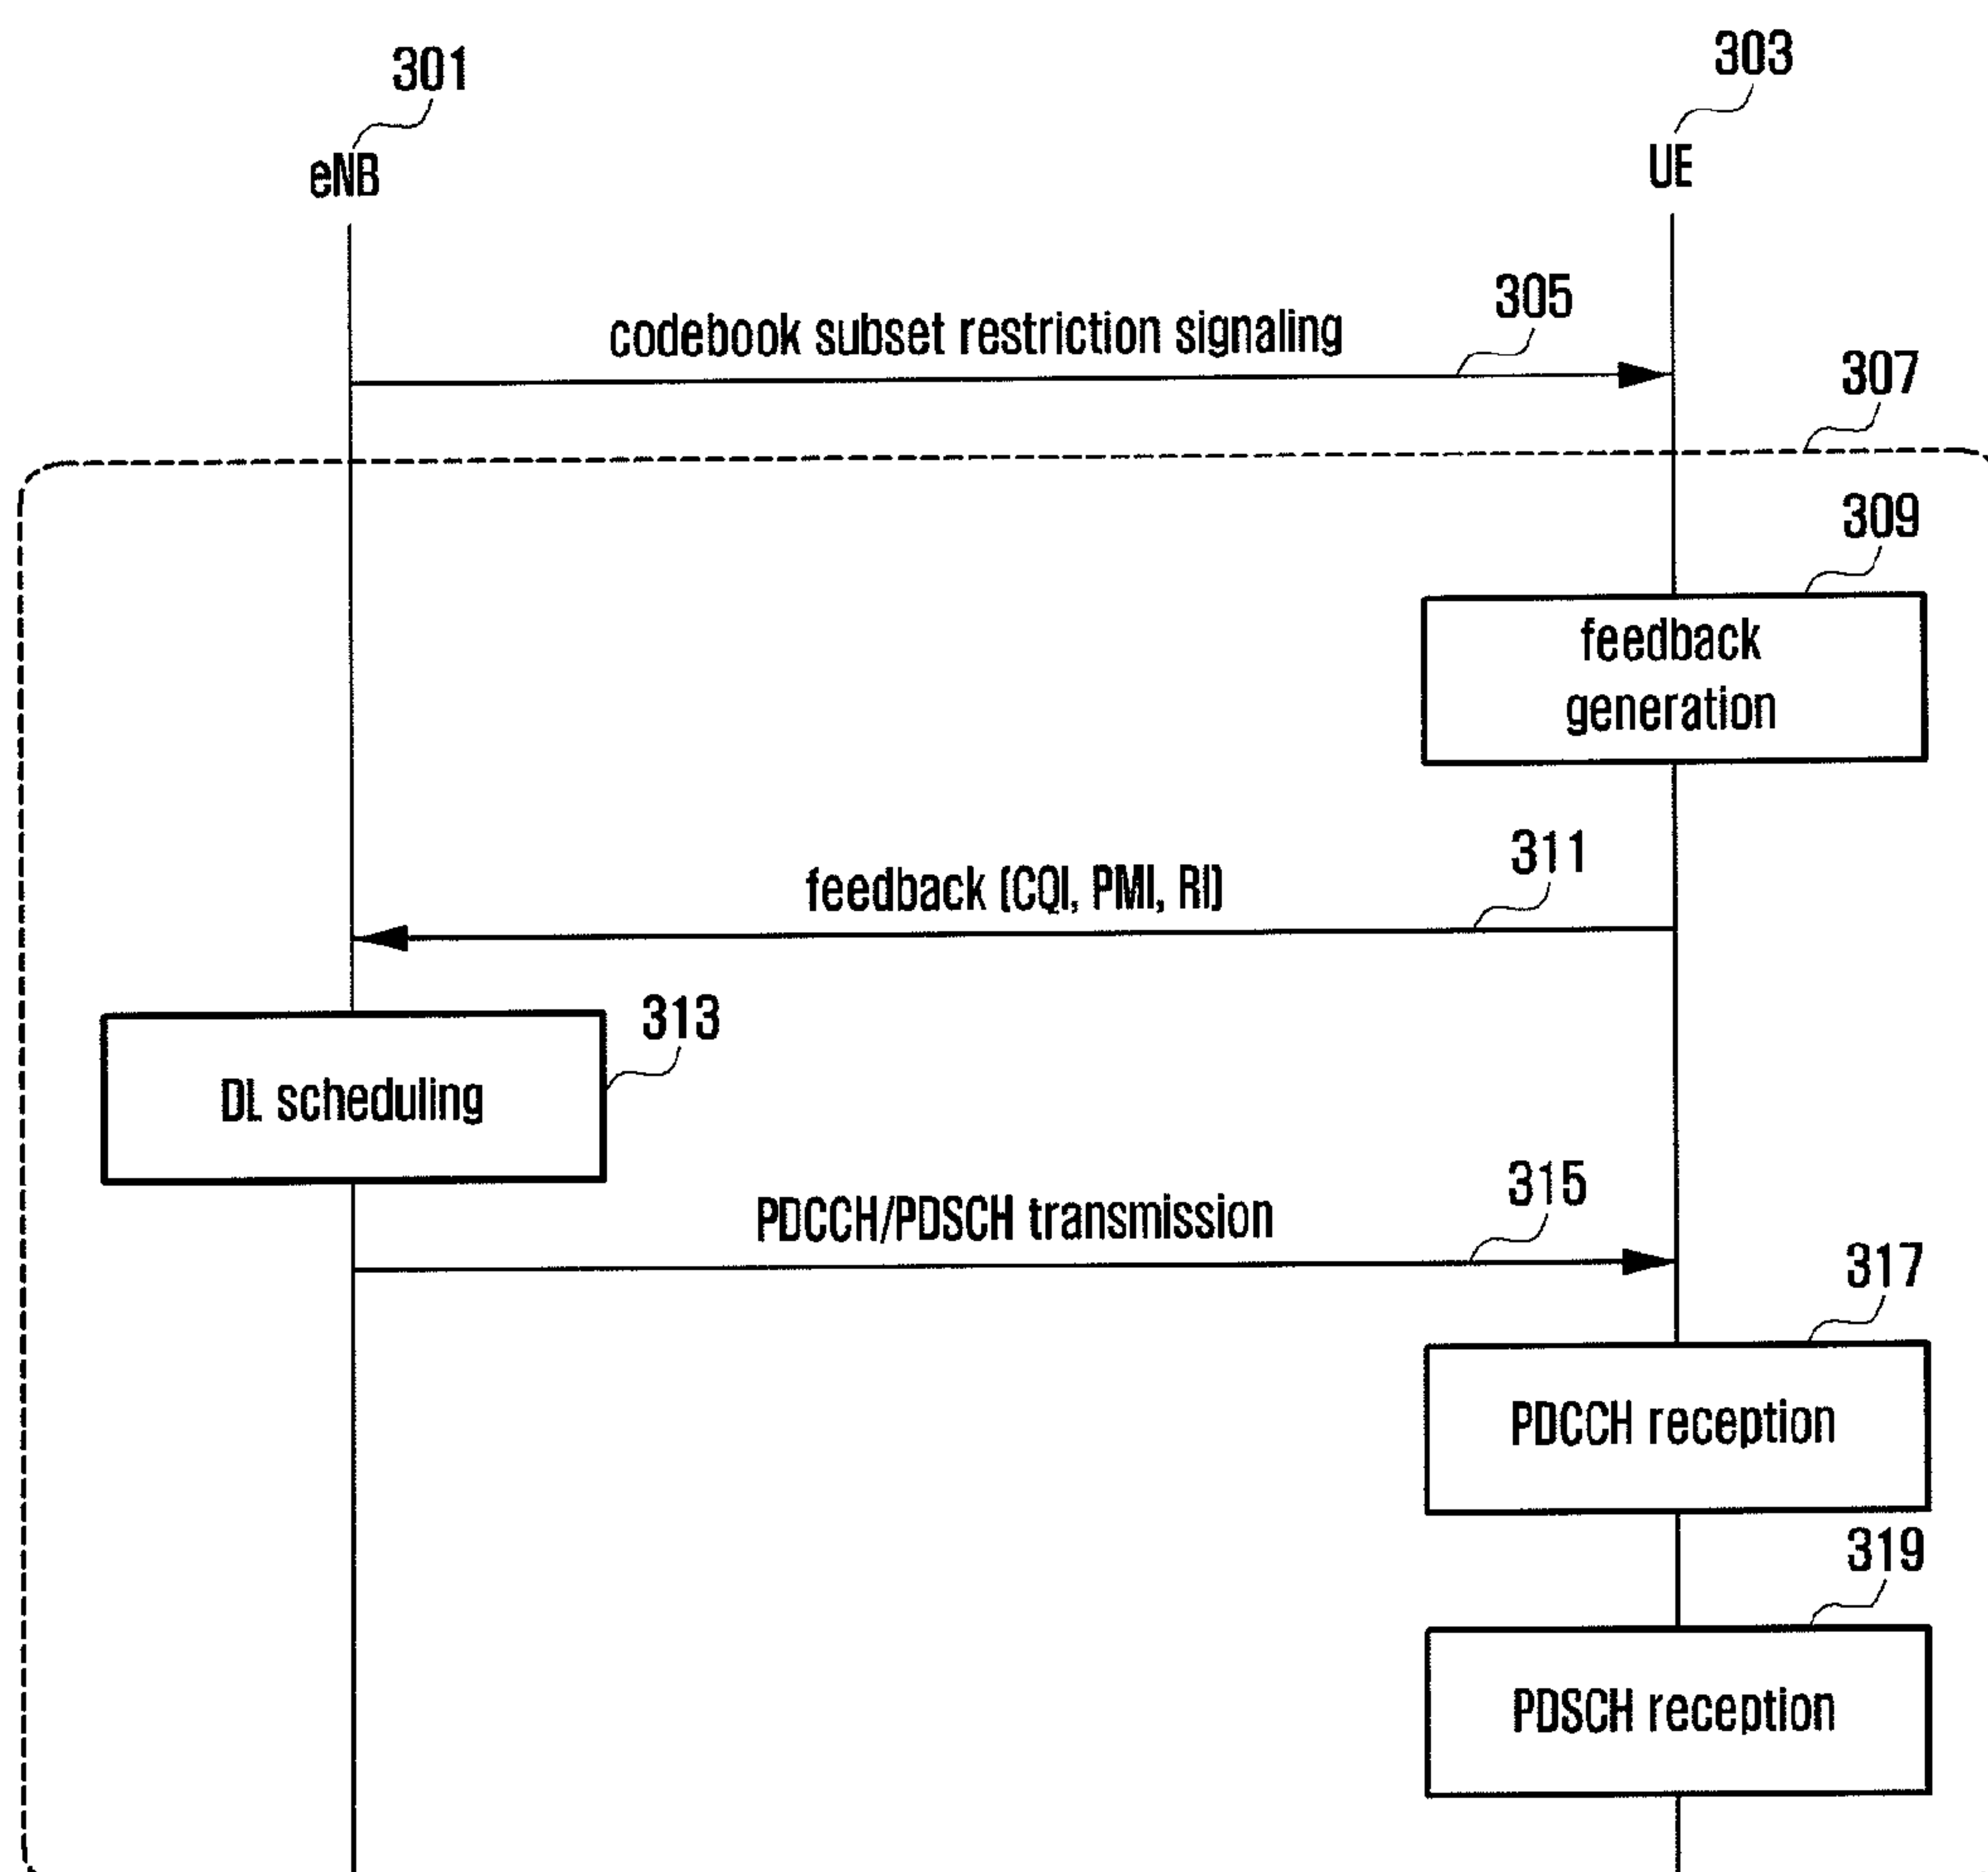 301
303
eNB
UE
305
codebook subset restriction signaling
307
309
feedback
generation
311
feedback (CQI, PMI, RI)
313
DL scheduling
315
PDCCH/PDSCH transmission
317
PDCCH reception
319
PDSCH reception